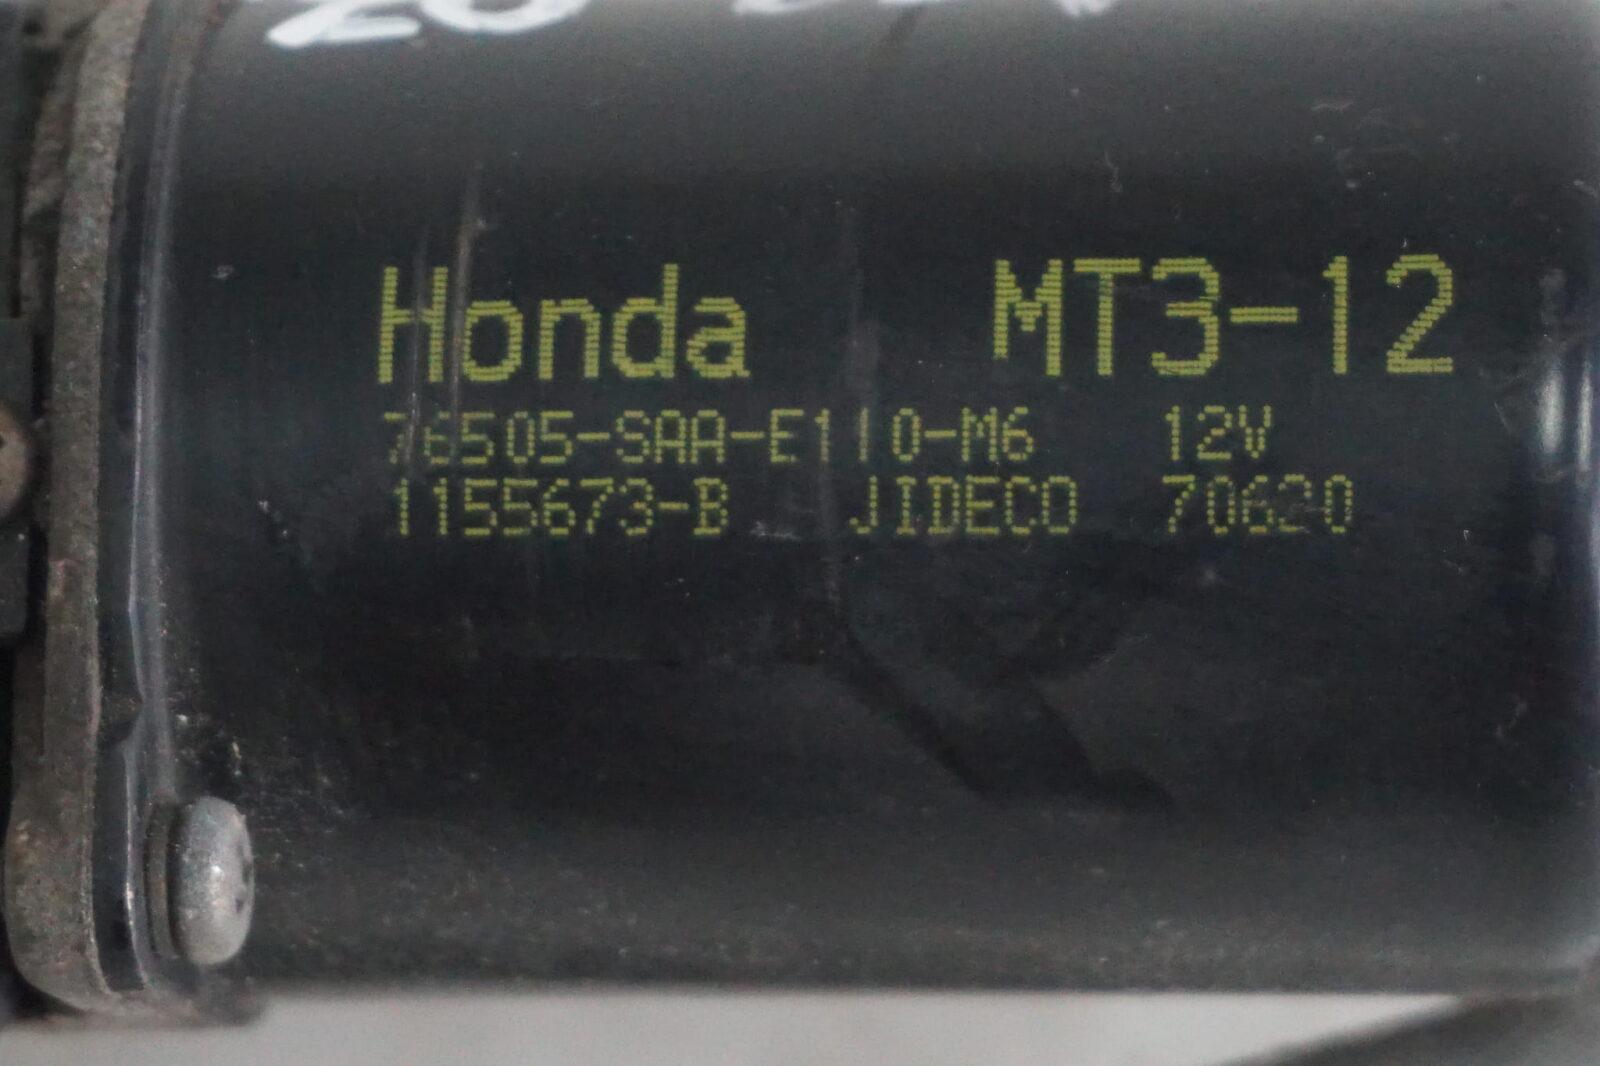 Honda MT3-12
76505-SAA-E110-M6 12V
1155673-B JIDECO 70620